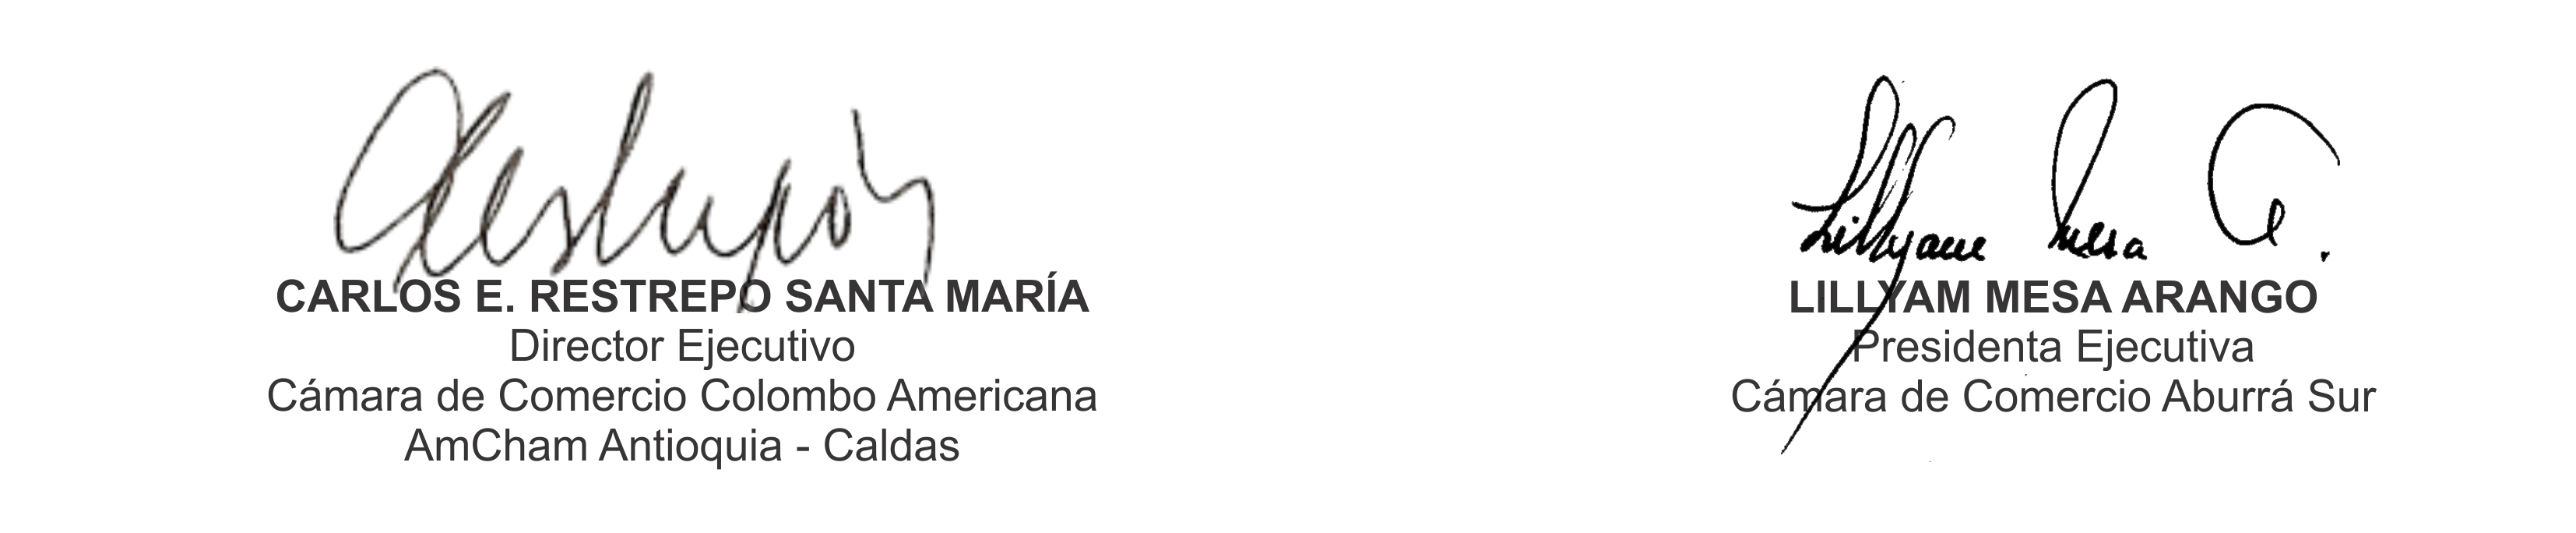 Restrepo
CARLOS E. RESTREPO SANTA MARÍA
Director Ejecutivo
Cámara de Comercio Colombo Americana
AmCham Antioquia - Caldas
Lillyam Mesa A.
LILLYAM MESA ARANGO
Presidenta Ejecutiva
Cámara de Comercio Aburrá Sur